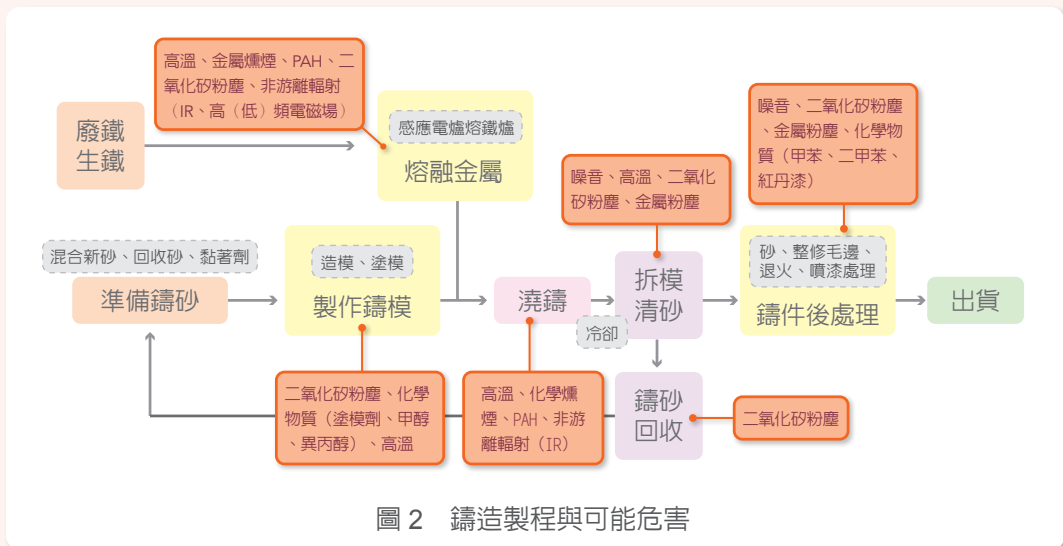 高溫、金屬燻煙、PAH、二
氧化矽粉塵、非游離輻射
（IR、高（低）頻電磁場）
廢鐵
生鐵
感應電爐熔鐵爐
熔融金屬
噪音、高溫、二氧化
矽粉塵、金屬粉塵
噪音、二氧化矽粉塵
、金屬粉塵、化學物
質（甲苯、二甲苯、
紅丹漆）
混合新砂、回收砂、黏著劑
準備鑄砂
造模、塗模
製作鑄模
澆鑄
冷卻
拆模
清砂
砂、整修毛邊、
退火、噴漆處理
鑄件後處理
出貨
二氧化矽粉塵、化學
物質（塗模劑、甲醇
、異丙醇）、高溫
高溫、化學燻
煙、PAH、非游
離輻射（IR）
鑄砂
回收
二氧化矽粉塵
圖 2　鑄造製程與可能危害